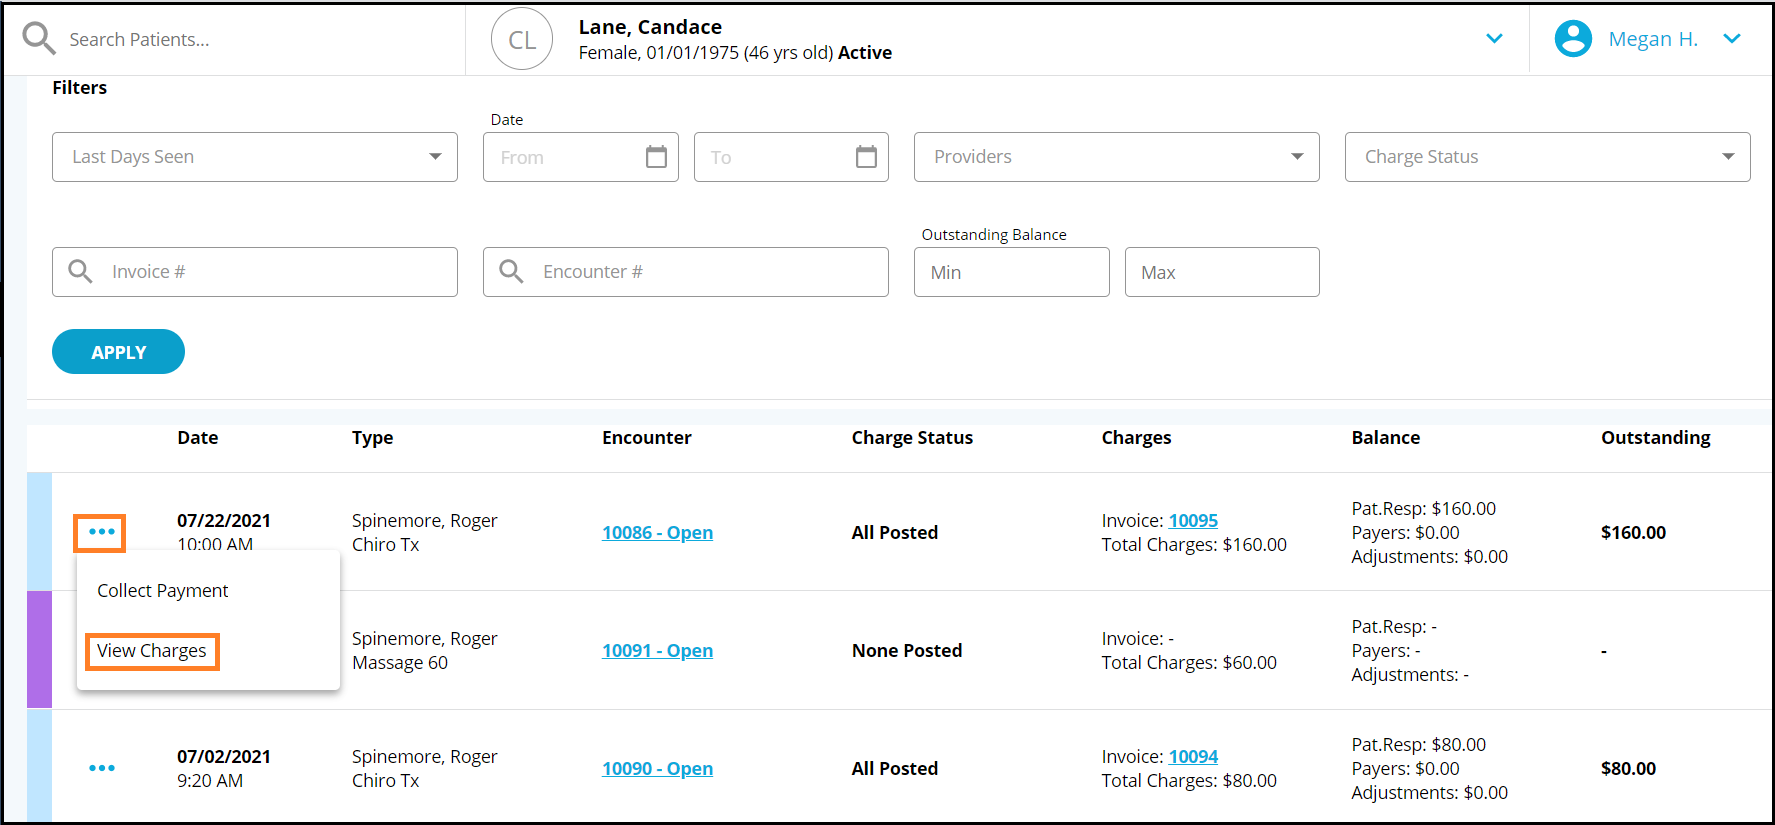 Search Patients...
CL
Lane, Candace
Female, 01/01/1975 (46 yrs old) Active
Megan H.
Filters
Date
Last Days Seen
From
To
Providers
Charge Status
Outstanding Balance
Invoice #
Encounter #
Min
Max
APPLY
Date Type Encounter Charge Status Charges Balance Outstanding
07/22/2021
10:00 AM
Spinemore, Roger
Chiro Tx
10086 - Open
All Posted
Invoice: 10095
Total Charges: $160.00
Pat.Resp: $160.00
Payers: $0.00
Adjustments: $0.00
$160.00
Collect Payment
View Charges
Spinemore, Roger
Massage 60
10091 - Open
None Posted
Invoice: -
Total Charges: $60.00
Pat.Resp: -
Payers: -
Adjustments: -
-
07/02/2021
9:20 AM
Spinemore, Roger
Chiro Tx
10090 - Open
All Posted
Invoice: 10094
Total Charges: $80.00
Pat.Resp: $80.00
Payers: $0.00
Adjustments: $0.00
$80.00